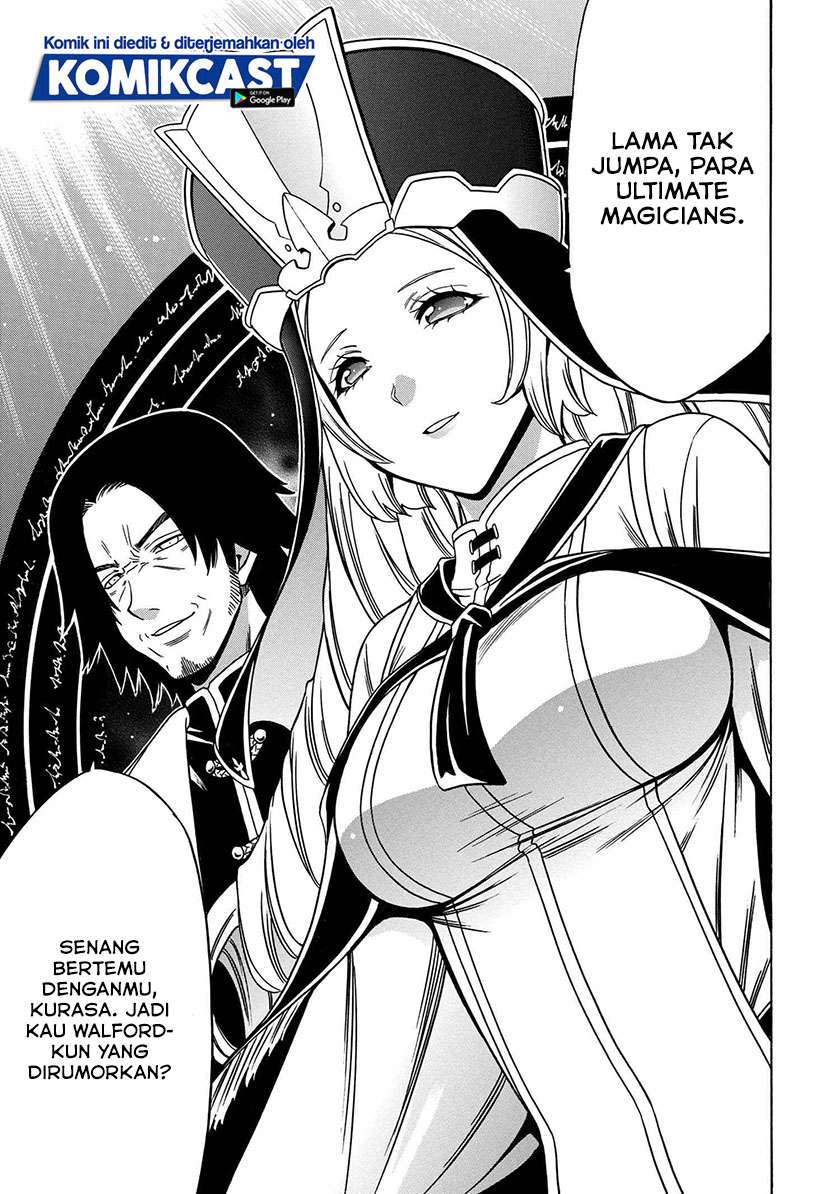 Komik ini diedit & diterjemahkan oleh
KOMIKCAST
GET IT ON
Google Play
LAMA TAK
JUMPA, PARA
ULTIMATE
MAGICIANS.
SENANG
BERTEMU
DENGANMU,
KURASA. JADI
KAU WALFORD-
KUN YANG
DIRUMORKAN?